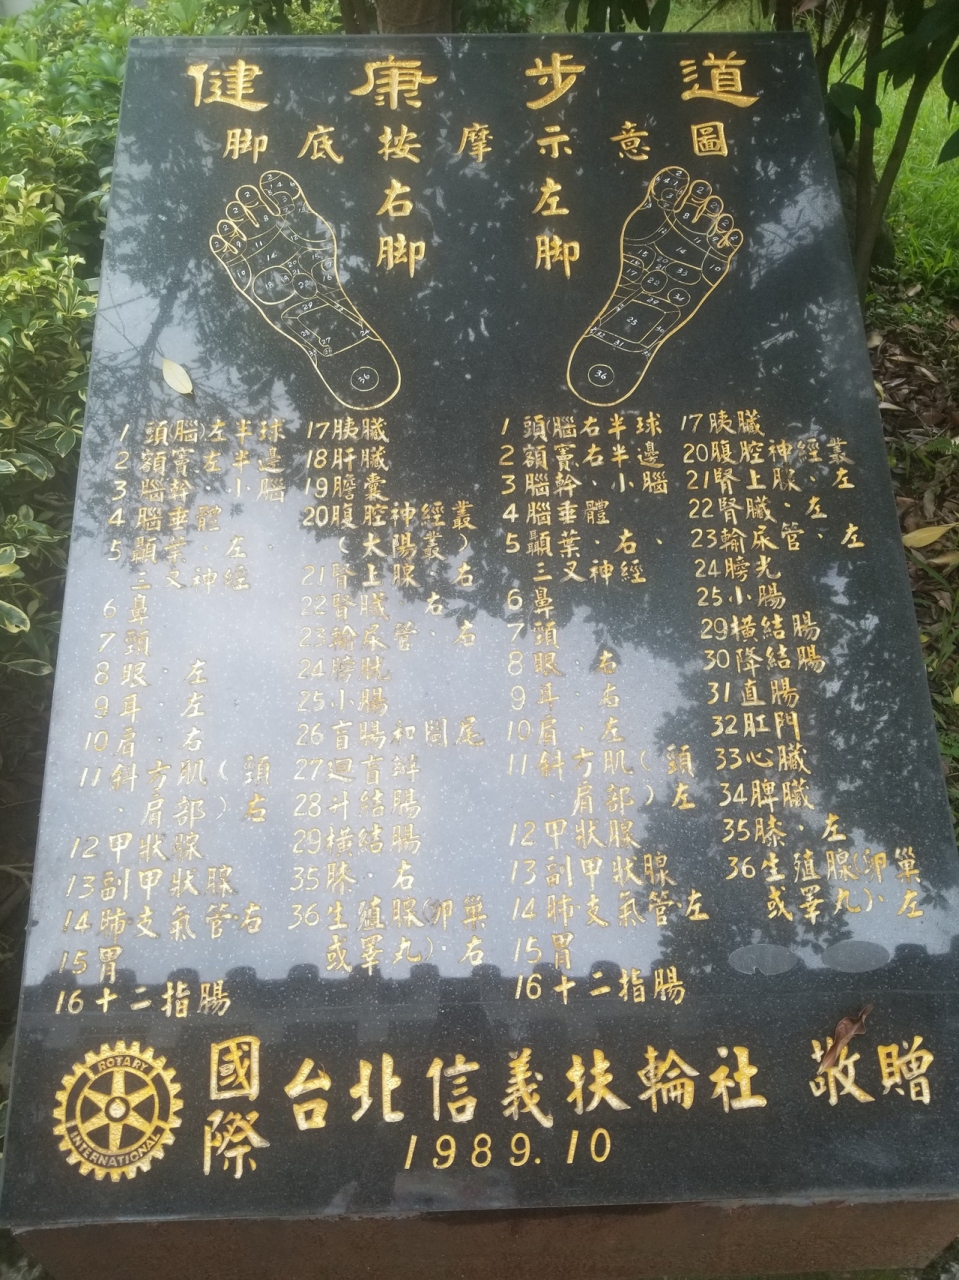 健康步道
腳底按摩示意圖
右腳
左腳
1 頭(腦)左半球
2 額竇左半邊
3 腦幹．小腦
4 腦垂體
5 顳葉．左
三叉神經
6 鼻
7 頭
8 眼．左
9 耳．左
10 肩．右
11 斜方肌(頸
．肩部)右
12 甲狀腺
13 副甲狀腺
14 肺．支氣管．右
15 胃
16 十二指腸
17 胰臟
18 肝臟
19 膽囊
20 腹腔神經叢
(太陽叢)
21 腎上腺．右
22 腎臟．右
23 輸尿管．右
24 膀胱
25 小腸
26 盲腸和闌尾
27 迴盲瓣
28 升結腸
29 橫結腸
35 膝．右
36 生殖腺(卵巢
或睪丸)．右
1 頭(腦右半球
2 額竇右半邊
3 腦幹．小腦
4 腦垂體
5 顳葉．右、
三叉神經
6 鼻
7 頭
8 眼．右
9 耳．右
10 肩．左
11 斜方肌(頸
．肩部)左
12 甲狀腺
13 副甲狀腺
14 肺．支氣管．左
15 胃
16 十二指腸
17 胰臟
20 腹腔神經叢
21 腎上腺．左
22 腎臟．左
23 輸尿管．左
24 膀光
25 小腸
29 橫結腸
30 降結腸
31 直腸
32 肛門
33 心臟
34 脾臟
35 膝．左
36 生殖腺(卵巢
或睪丸)．左
ROTARY
INTERNATIONAL
國際
台北信義扶輪社 敬贈
1989.10